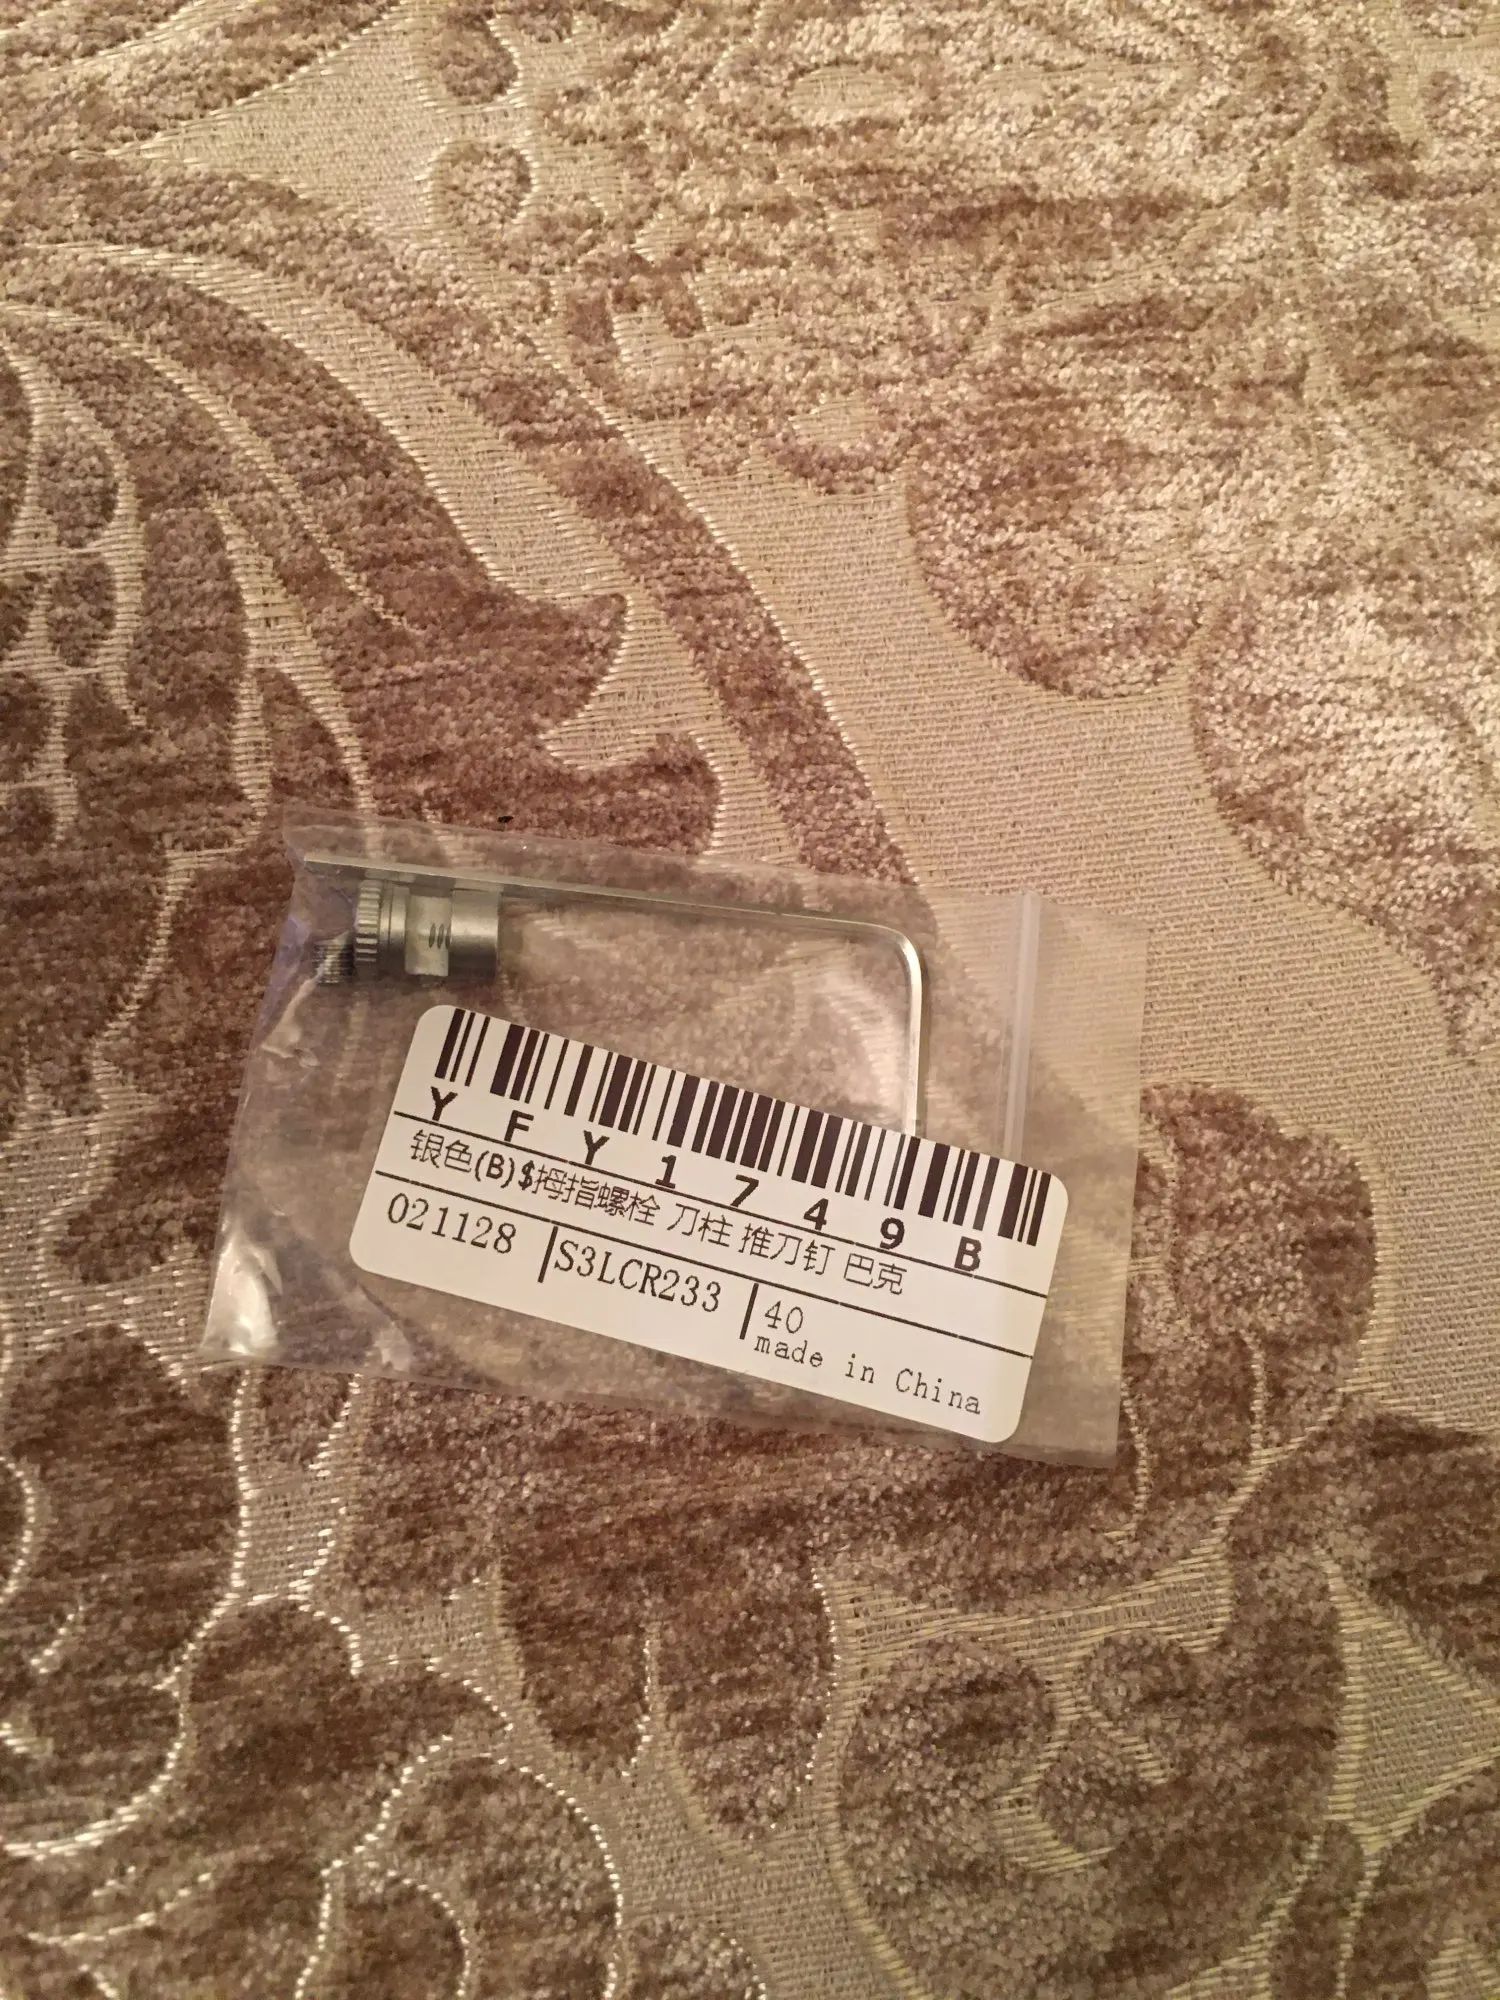 YFY1749B
银色(B)$拇指螺栓 刀柱 推刀钉 巴克
021128 S3LCR233 40
made in China